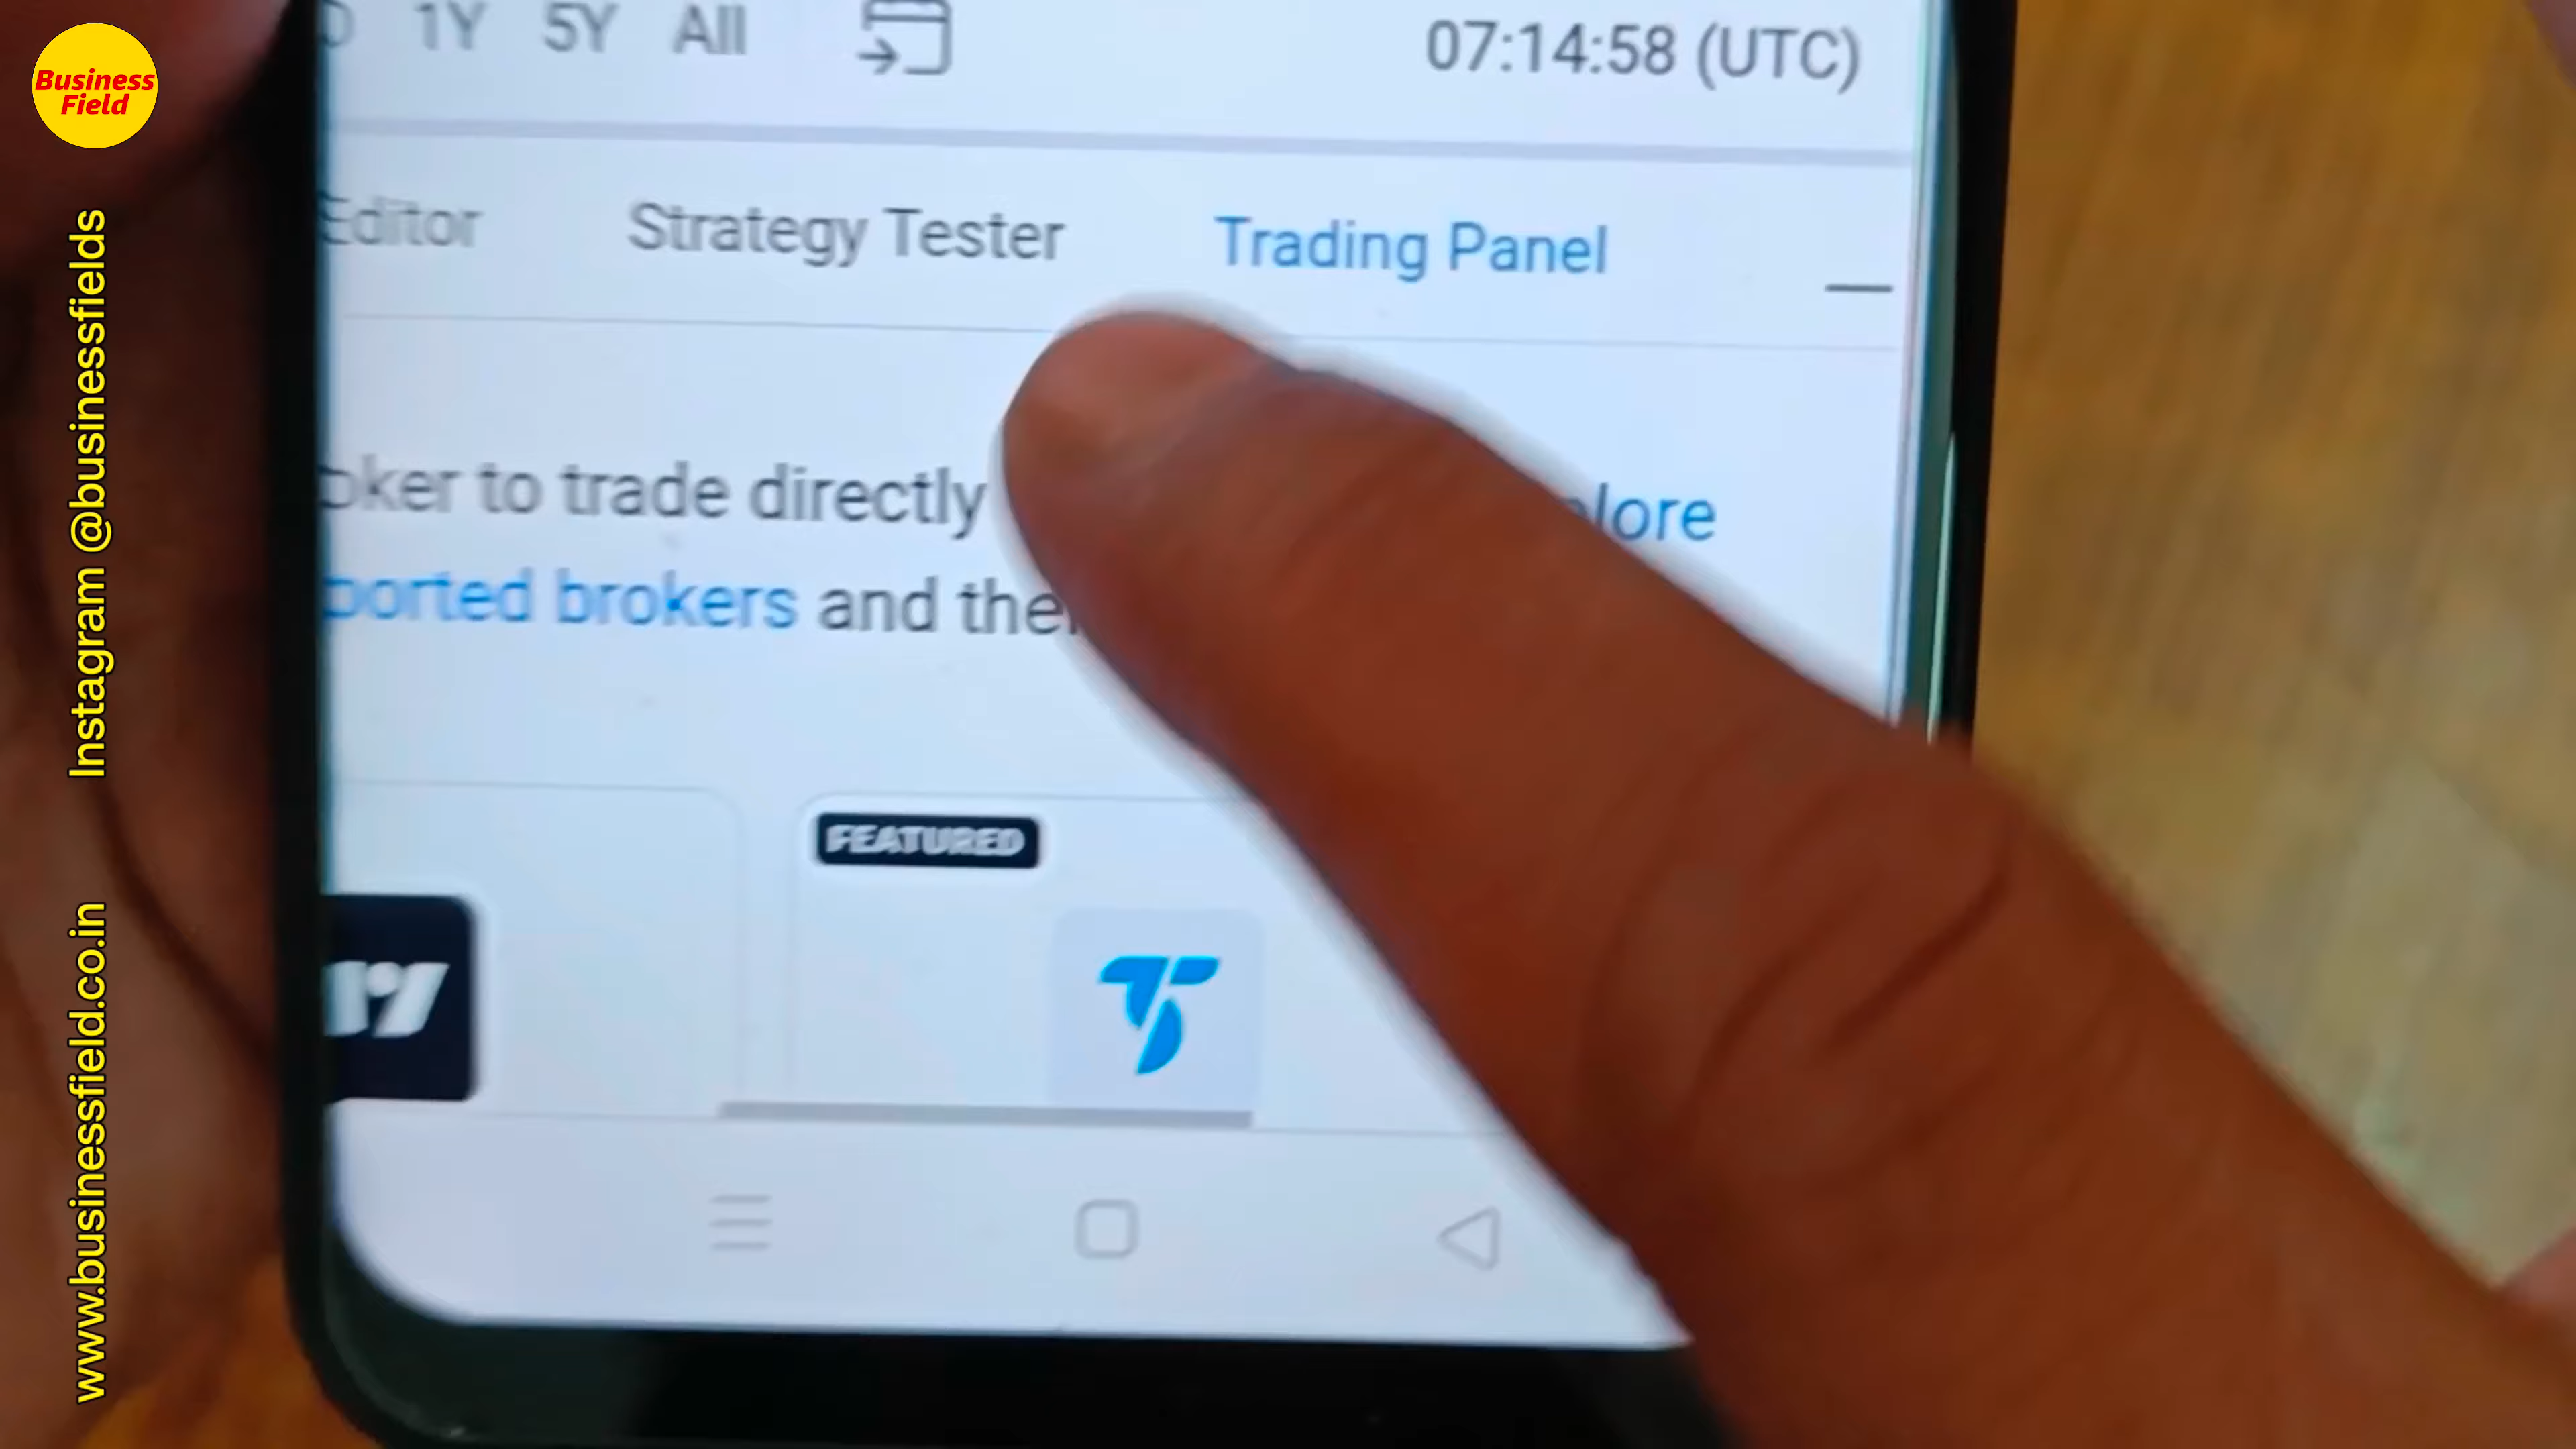 Business
Field
1Y 5Y All
07:14:58 (UTC)
Editor Strategy Tester Trading Panel
to trade directly
brokers and
FEATURED
Instagram @businessfields
www.businessfield.co.in